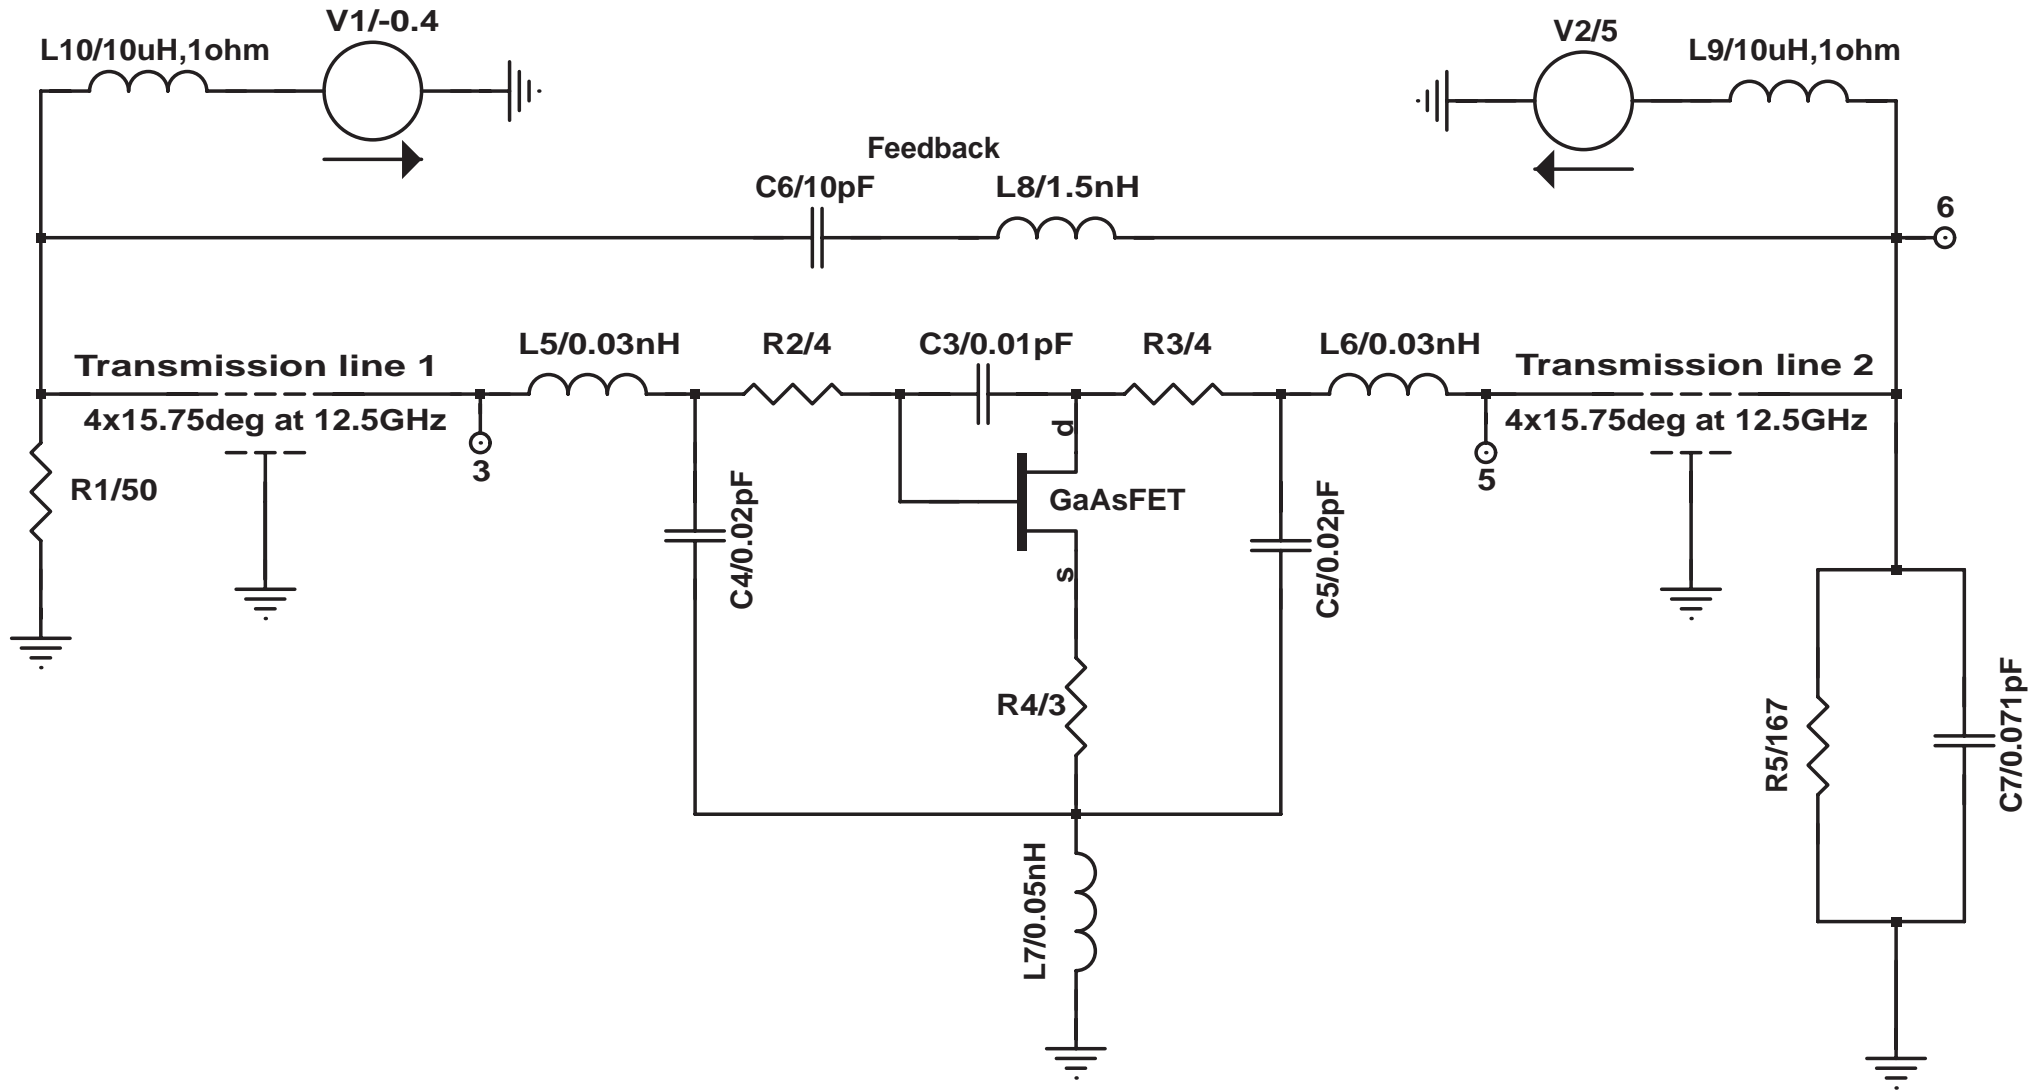 V1/-0.4
L10/10uH,1ohm
V2/5
L9/10uH,1ohm
Feedback
C6/10pF
L8/1.5nH
6
L5/0.03nH
R2/4
C3/0.01pF
R3/4
L6/0.03nH
Transmission line 1
4x15.75deg at 12.5GHz
Transmission line 2
4x15.75deg at 12.5GHz
3
5
d
R1/50
GaAsFET
C4/0.02pF
C5/0.02pF
s
R4/3
R5/167
C7/0.071pF
L7/0.05nH